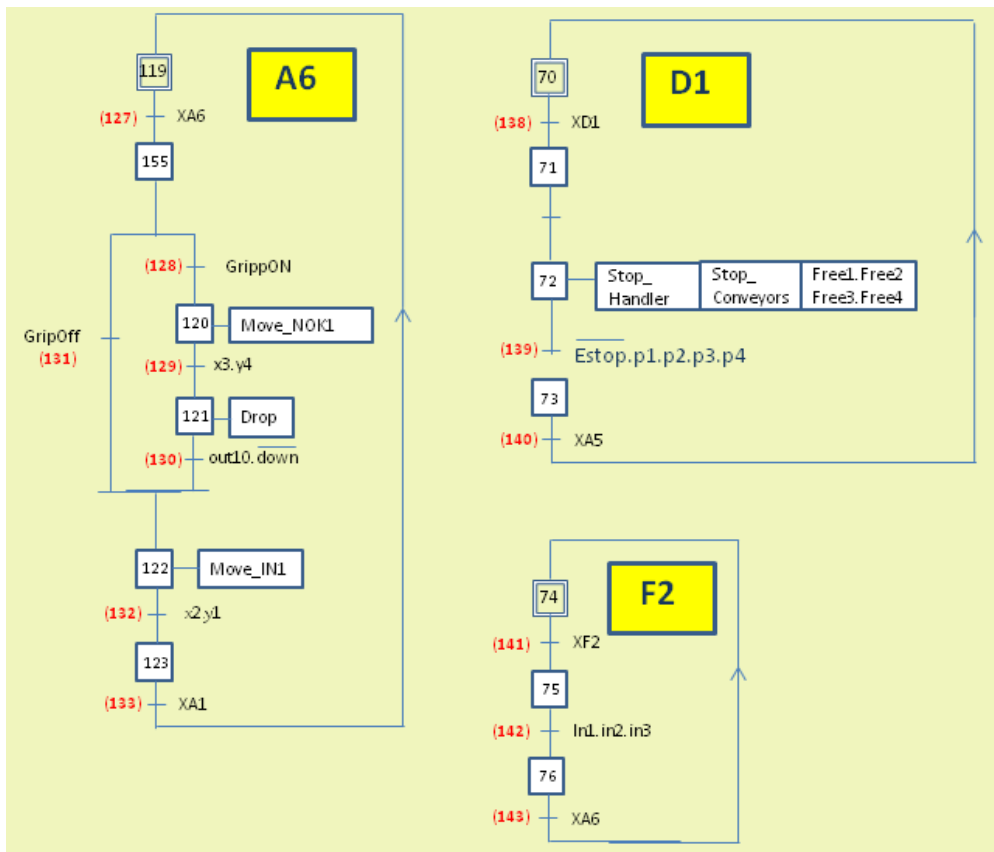 A6
119
(127) XA6
155
(128) GrippON
120 Move_NOK1
GripOff
(131)
(129) x3.y4
121 Drop
(130) out10.down
122 Move_IN1
(132) x2.y1
123
(133) XA1
D1
70
(138) XD1
71
72
Stop_
Handler
Stop_
Conveyors
Free1.Free2
Free3.Free4
(139) Estop.p1.p2.p3.p4
73
(140) XA5
F2
74
(141) XF2
75
(142) In1.in2.in3
76
(143) XA6